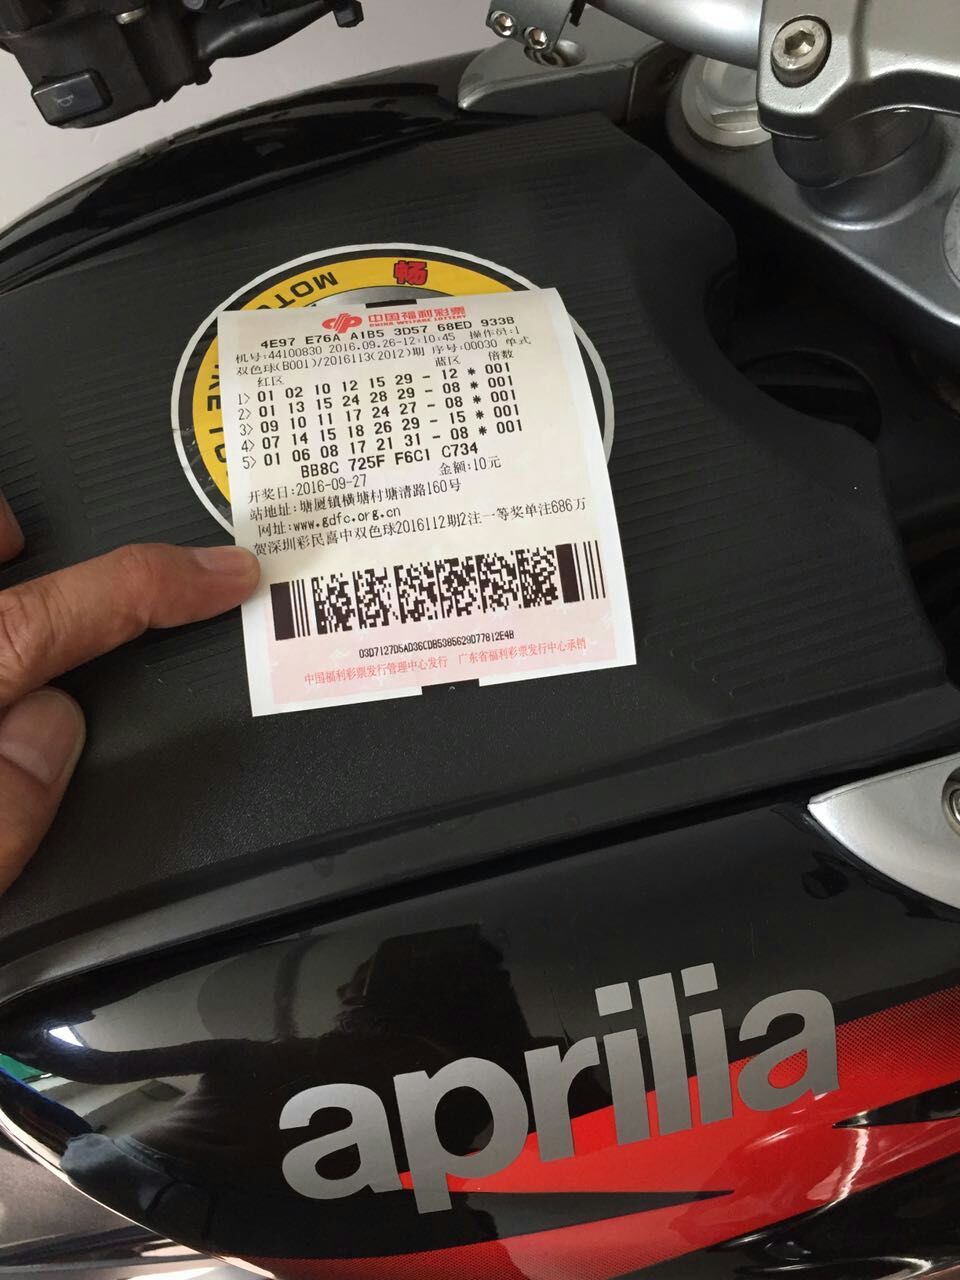 MOTO
畅
中国福利彩票
CHINA WELFARE LOTTERY
4E97 E76A A1B5 3D57 68ED 933B
机号:44100830 2016.09.26-12:10:45 操作员:1
双色球(B001)/2016113(2012)期 序号:00030 单式
红区 蓝区 倍数
1> 01 02 10 12 15 29 - 12 * 001
2> 01 13 15 24 28 29 - 08 * 001
3> 09 10 11 17 24 27 - 08 * 001
4> 07 14 15 18 26 29 - 15 * 001
5> 01 06 08 17 21 31 - 08 * 001
BB8C 725F F6C1 C734
开奖日:2016-09-27 金额:10元
站地址:塘厦镇横塘村塘清路160号
网址:www.gdfc.org.cn
贺深圳彩民喜中双色球2016112期2注一等奖单注686万
03D7127D5AD36CDB5385629D77812E4B
中国福利彩票发行管理中心发行 广东省福利彩票发行中心承销
aprilia